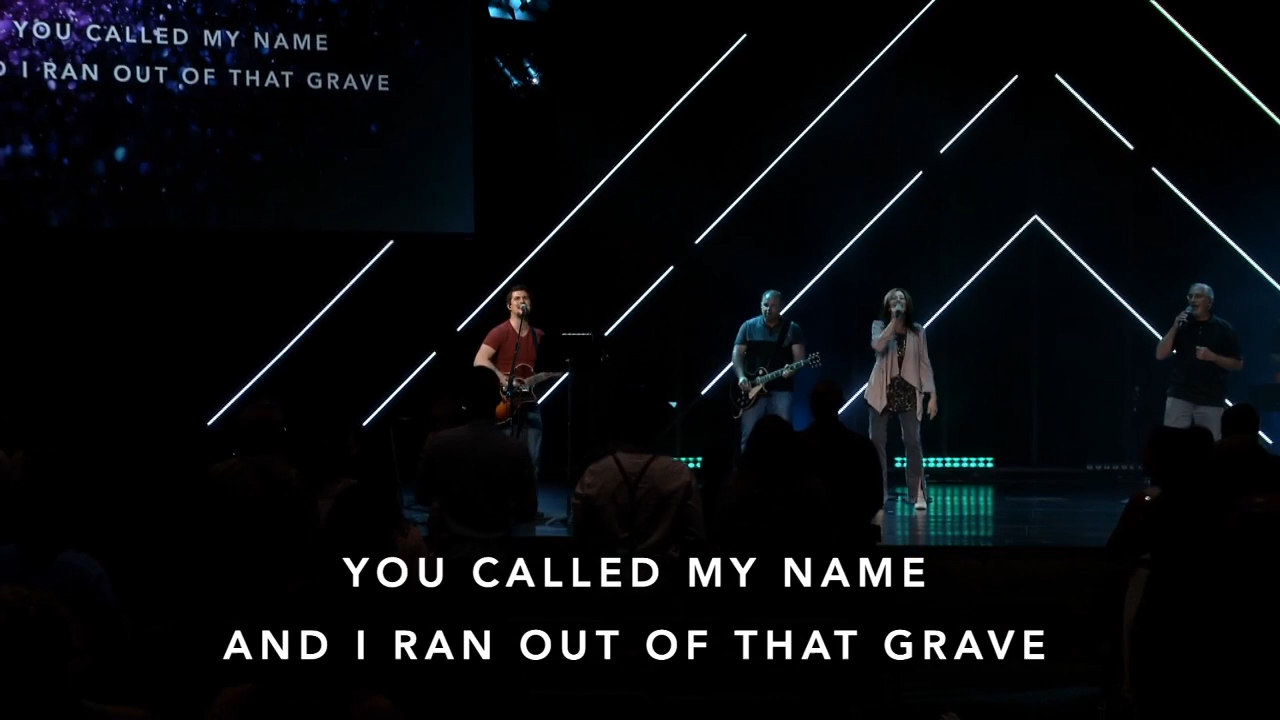 YOU CALLED MY NAME
I RAN OUT OF THAT GRAVE
YOU CALLED MY NAME
AND I RAN OUT OF THAT GRAVE